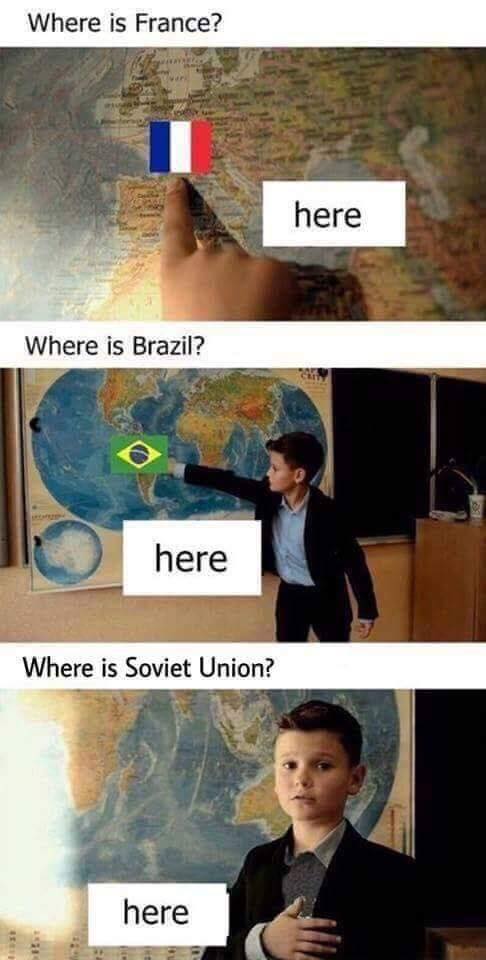 Where is France?
here
Where is Brazil?
here
Where is Soviet Union?
here